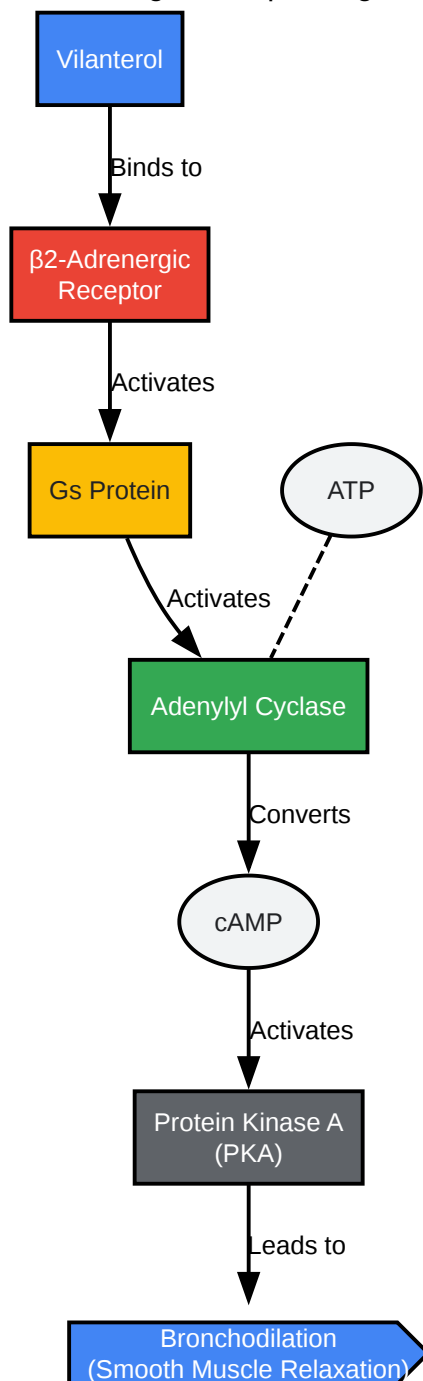 Vilanterol
Binds to
β2-Adrenergic
Receptor
Activates
Gs Protein
ATP
Activates
Adenylyl Cyclase
Converts
cAMP
Activates
Protein Kinase A
(PKA)
Leads to
Bronchodilation
(Smooth Muscle Relaxation)